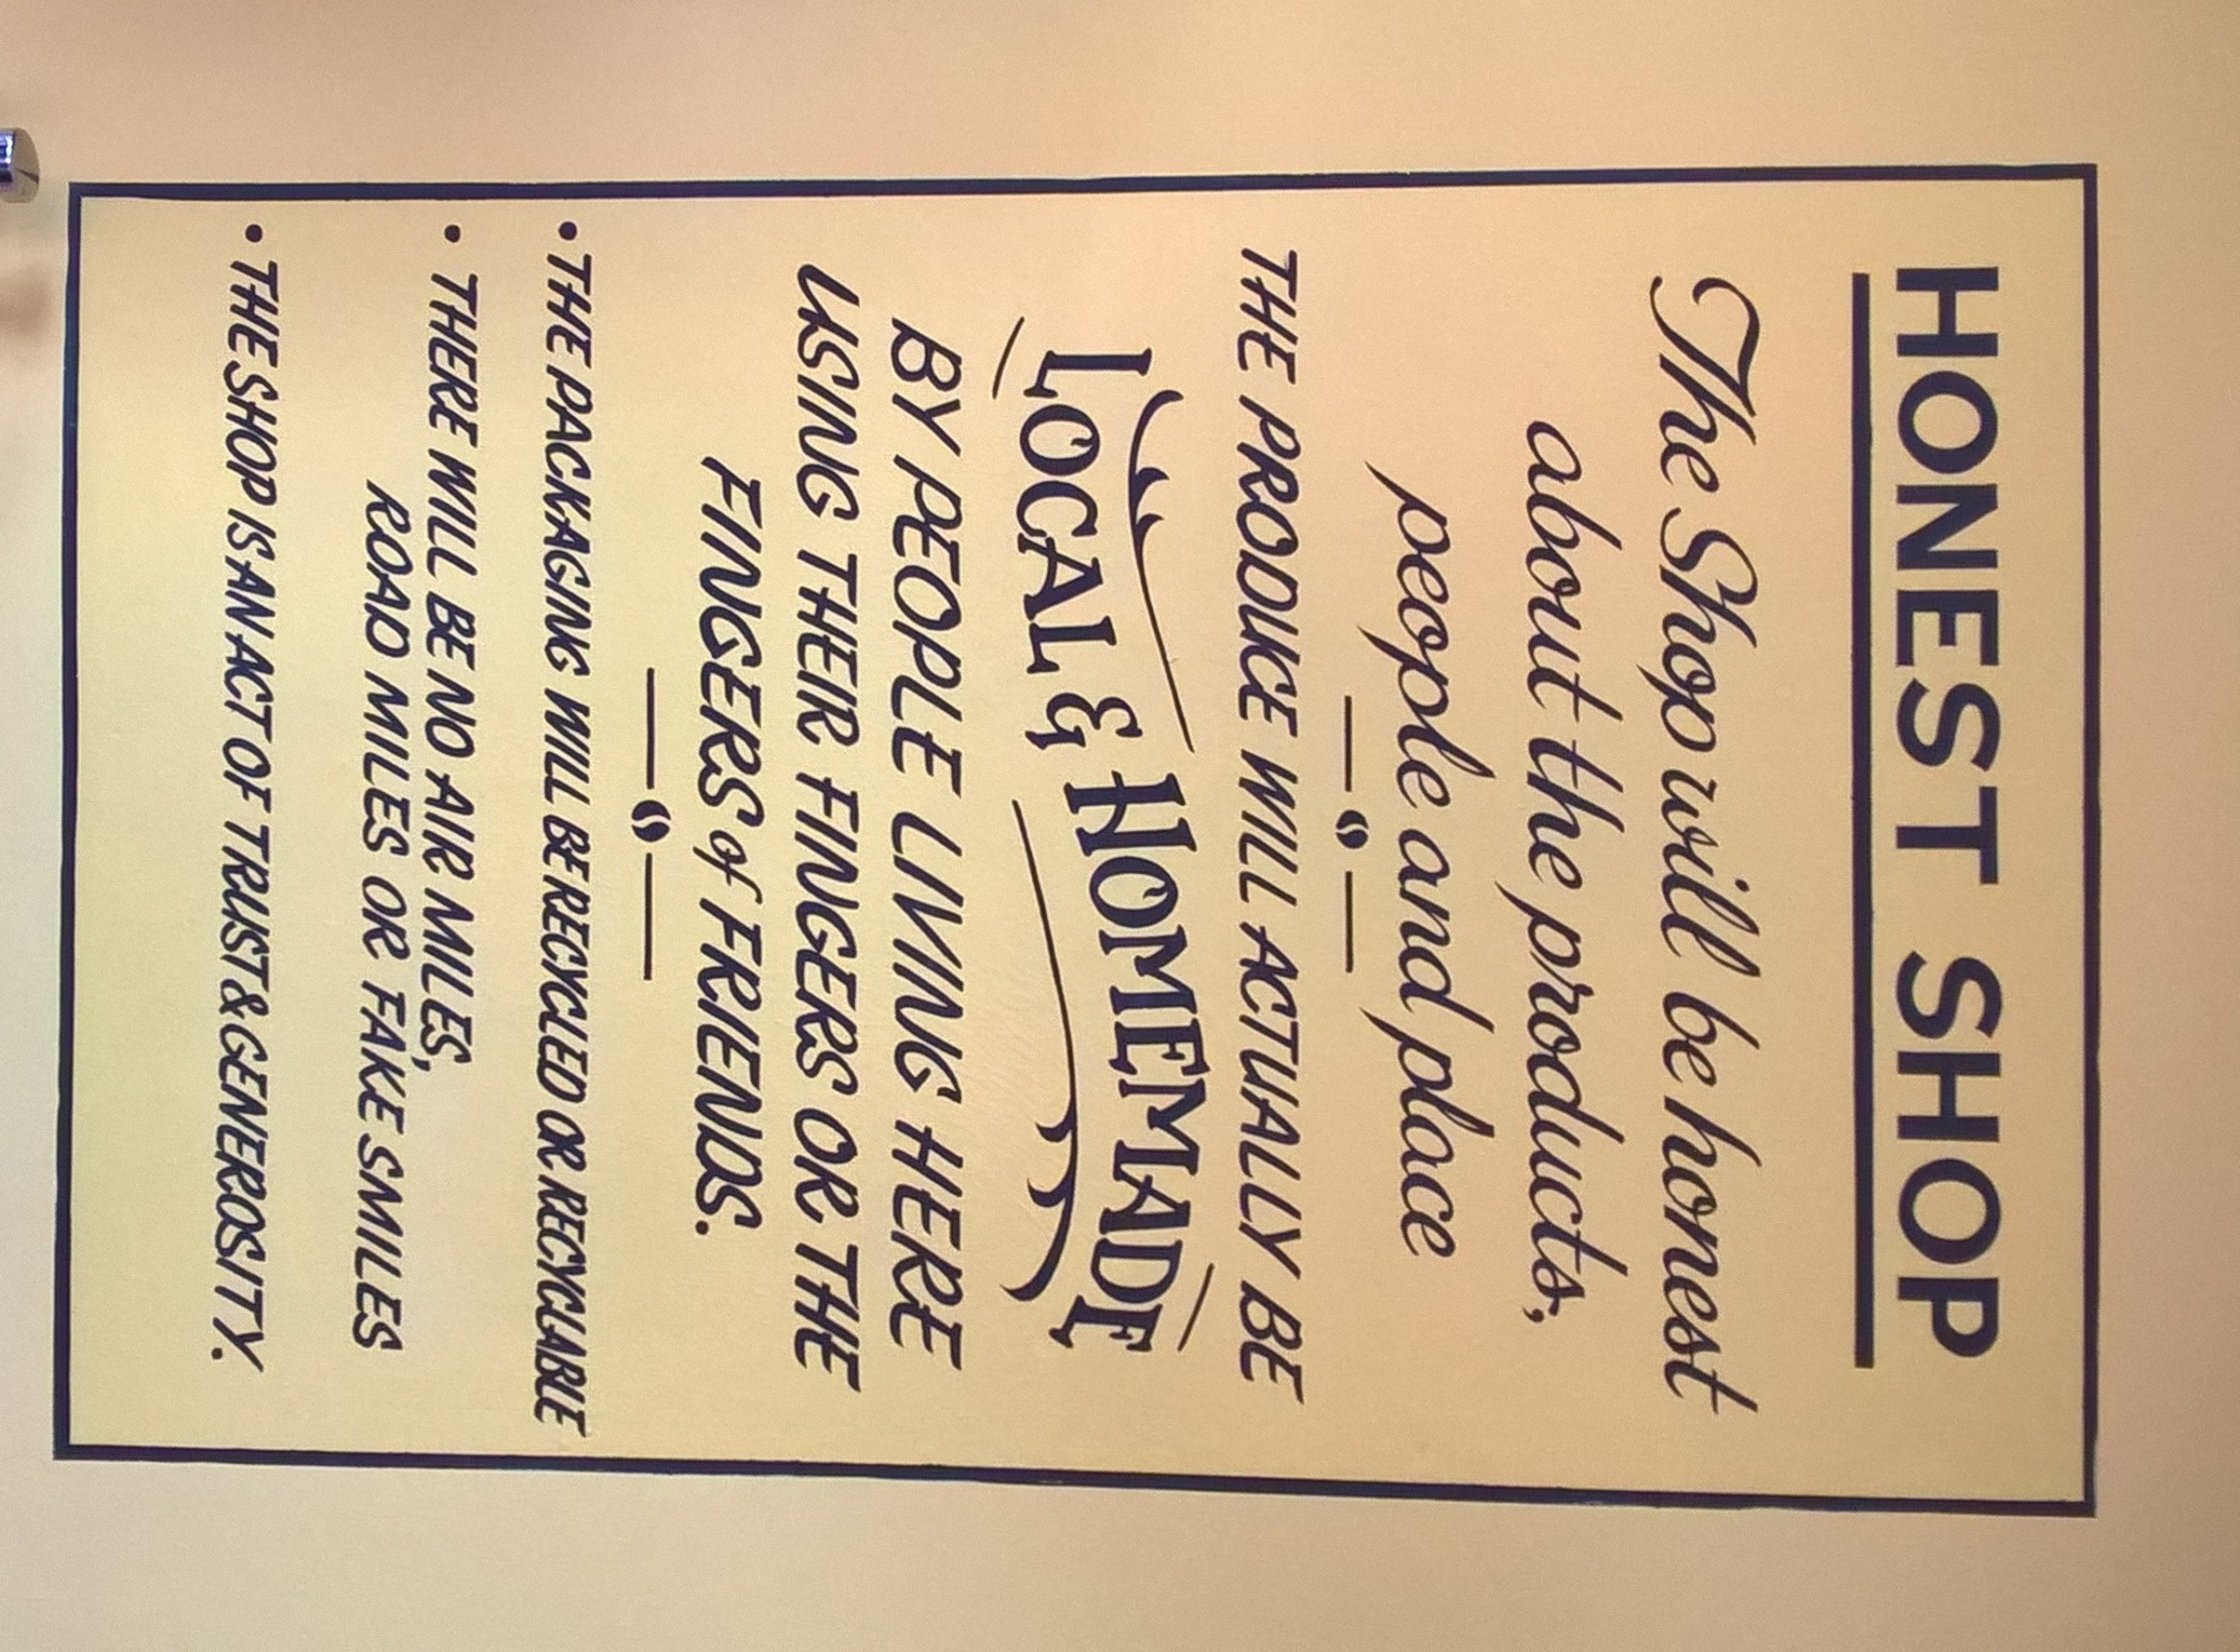 HONEST SHOP
The Shop will be honest
about the products,
people and place
THE PRODUCE WILL ACTUALLY BE
LOCAL & HOMEMADE
BY PEOPLE LIVING HERE
USING THEIR FINGERS OR THE
FINGERS of FRIENDS.
• THE PACKAGING WILL BE RECYCLED OR RECYCLABLE
• THERE WILL BE NO AIR MILES,
ROAD MILES OR FAKE SMILES
• THE SHOP IS AN ACT OF TRUST & GENEROSITY.